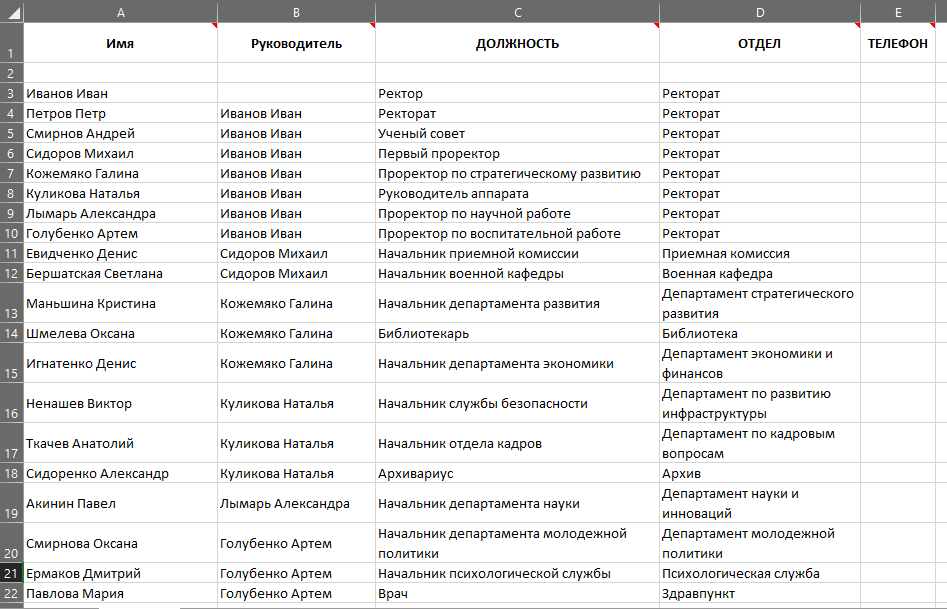 A B C D E
1 Имя Руководитель ДОЛЖНОСТЬ ОТДЕЛ ТЕЛЕФОН
2
3 Иванов Иван Ректор Ректорат
4 Петров Петр Иванов Иван Ректорат Ректорат
5 Смирнов Андрей Иванов Иван Ученый совет Ректорат
6 Сидоров Михаил Иванов Иван Первый проректор Ректорат
7 Кожемяко Галина Иванов Иван Проректор по стратегическому развитию Ректорат
8 Куликова Наталья Иванов Иван Руководитель аппарата Ректорат
9 Лымарь Александра Иванов Иван Проректор по научной работе Ректорат
10 Голубенко Артем Иванов Иван Проректор по воспитательной работе Ректорат
11 Евидченко Денис Сидоров Михаил Начальник приемной комиссии Приемная комиссия
12 Бершатская Светлана Сидоров Михаил Начальник военной кафедры Военная кафедра
13 Маньшина Кристина Кожемяко Галина Начальник департамента развития Департамент стратегического
развития
14 Шмелева Оксана Кожемяко Галина Библиотекарь Библиотека
15 Игнатенко Денис Кожемяко Галина Начальник департамента экономики Департамент экономики и
финансов
16 Ненашев Виктор Куликова Наталья Начальник службы безопасности Департамент по развитию
инфраструктуры
17 Ткачев Анатолий Куликова Наталья Начальник отдела кадров Департамент по кадровым
вопросам
18 Сидоренко Александр Куликова Наталья Архивариус Архив
19 Акинин Павел Лымарь Александра Начальник департамента науки Департамент науки и
инноваций
20 Смирнова Оксана Голубенко Артем Начальник департамента молодежной Департамент молодежной
политики политики
21 Ермаков Дмитрий Голубенко Артем Начальник психологической службы Психологическая служба
22 Павлова Мария Голубенко Артем Врач Здравпункт